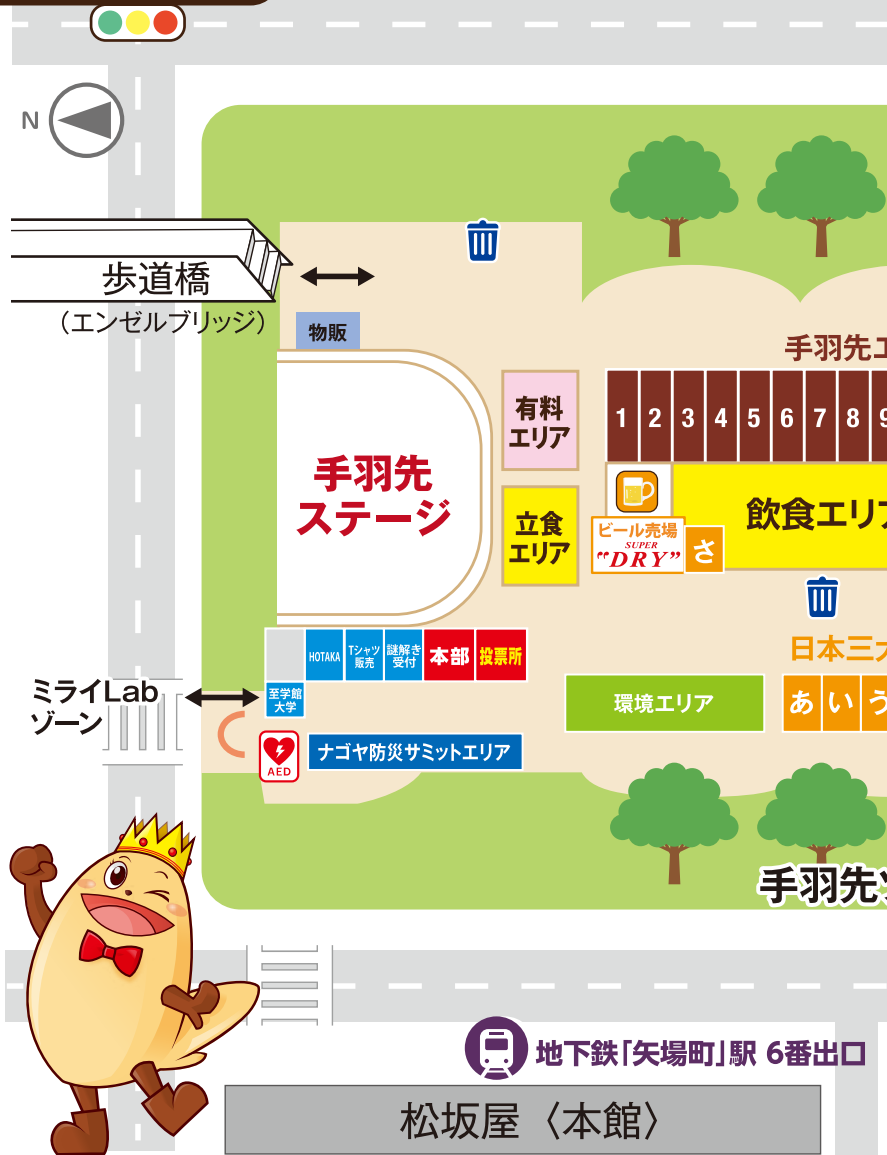 N
歩道橋
（エンゼルブリッジ）
物販
手羽先エ
有料
エリア
1 2 3 4 5 6 7 8 9
手羽先
ステージ
立食
エリア
ビール売場
SUPER
"DRY"
さ
飲食エリア
HOTAKA
Tシャツ
販売
謎解き
受付
本部
投票所
日本三大
ミライLab
ゾーン
至学館
大学
環境エリア
あ い う
AED
ナゴヤ防災サミットエリア
手羽先ソ
地下鉄「矢場町」駅 6番出口
松坂屋〈本館〉